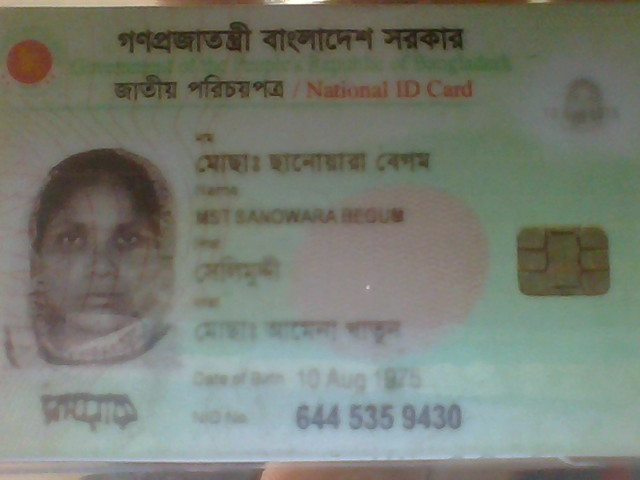 গণপ্রজাতন্ত্রী বাংলাদেশ সরকার
Government of the People's Republic of Bangladesh
জাতীয় পরিচয়পত্র / National ID Card
নাম
মোছাঃ ছানোয়ারা বেগম
Name
MST SANOWARA BEGUM
পিতা
মাতা
মোছাঃ আমেনা খাতুন
Date of Birth 10 Aug 1975
NID No. 644 535 9430